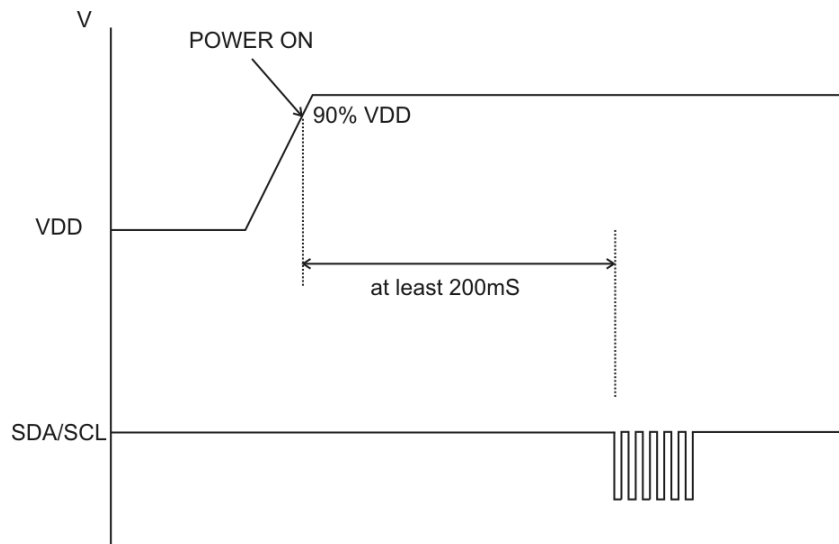 V
POWER ON
90% VDD
VDD
at least 200mS
SDA/SCL